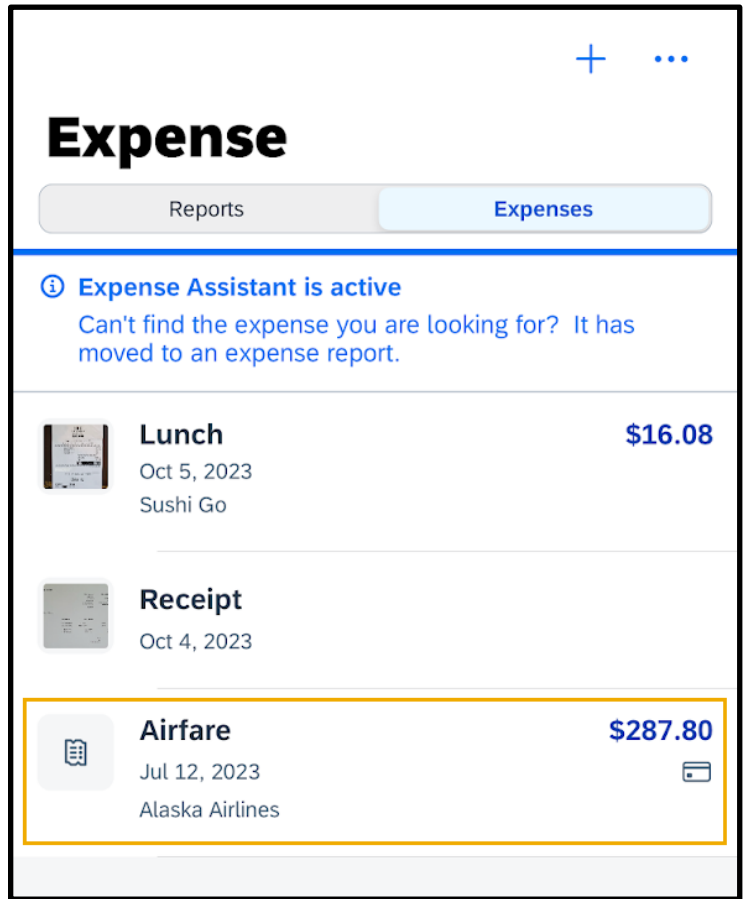 Expense
Reports
Expenses
Expense Assistant is active
Can't find the expense you are looking for? It has
moved to an expense report.
Lunch
$16.08
Oct 5, 2023
Sushi Go
Receipt
Oct 4, 2023
Airfare
$287.80
Jul 12, 2023
Alaska Airlines